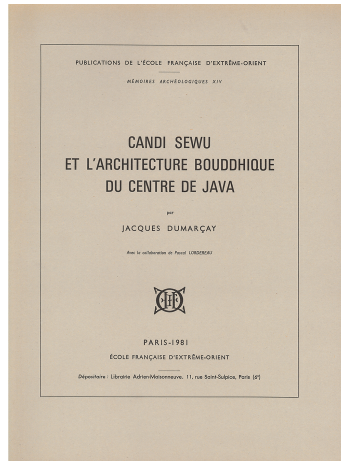 PUBLICATIONS DE L'ÉCOLE FRANÇAISE D'EXTRÊME-ORIENT
MÉMOIRES ARCHÉOLOGIQUES XIV
CANDI SEWU
ET L'ARCHITECTURE BOUDDHIQUE
DU CENTRE DE JAVA
par
JACQUES DUMARÇAY
Avec la collaboration de Pascal LORDEREAU
PARIS-1981
ÉCOLE FRANÇAISE D'EXTRÊME-ORIENT
Dépositaire : Librairie Adrien-Maisonneuve, 11, rue Saint-Sulpice, Paris (6e)